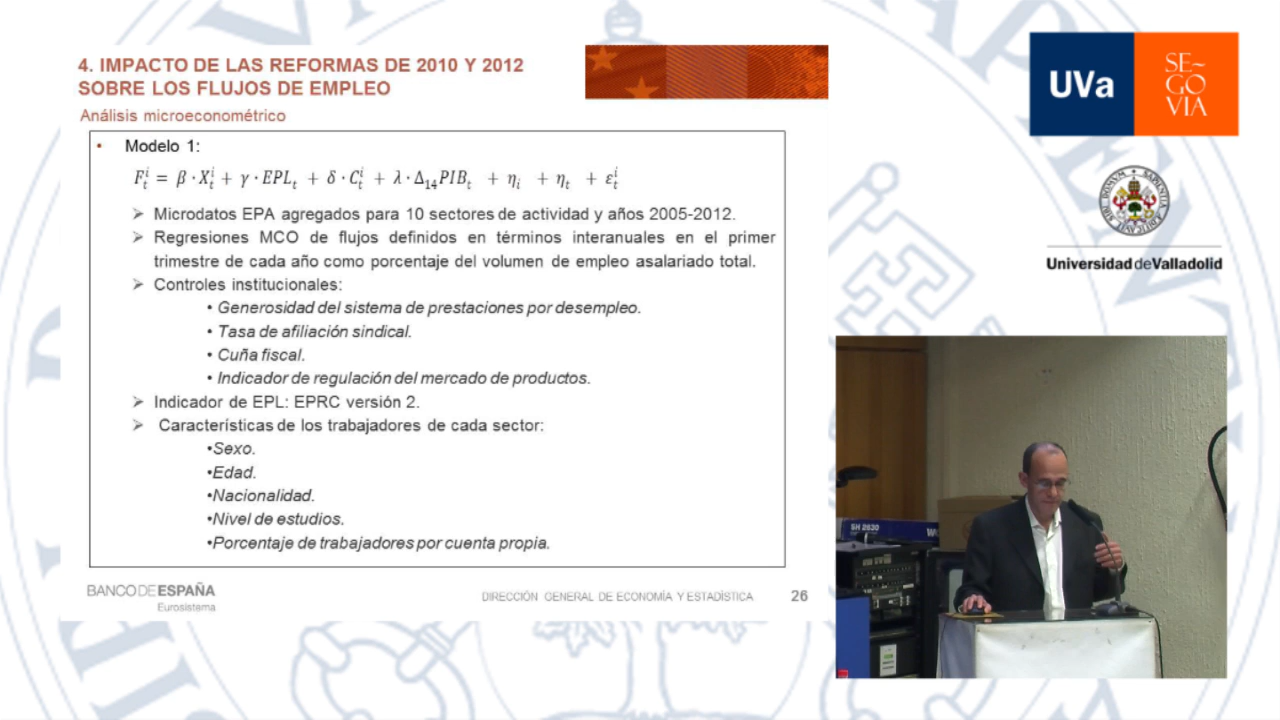 4. IMPACTO DE LAS REFORMAS DE 2010 Y 2012
SOBRE LOS FLUJOS DE EMPLEO
Análisis microeconométrico
• Modelo 1:
F_t^i = β · X_t^i + γ · EPL_t + δ · C_t^i + λ · Δ_14 PIB_t + η_i + η_t + ε_t^i
➢ Microdatos EPA agregados para 10 sectores de actividad y años 2005-2012.
➢ Regresiones MCO de flujos definidos en términos interanuales en el primer
trimestre de cada año como porcentaje del volumen de empleo asalariado total.
➢ Controles institucionales:
• Generosidad del sistema de prestaciones por desempleo.
• Tasa de afiliación sindical.
• Cuña fiscal.
• Indicador de regulación del mercado de productos.
➢ Indicador de EPL: EPRC versión 2.
➢ Características de los trabajadores de cada sector:
•Sexo.
•Edad.
•Nacionalidad.
•Nivel de estudios.
•Porcentaje de trabajadores por cuenta propia.
BANCO DE ESPAÑA
Eurosistema
DIRECCIÓN GENERAL DE ECONOMÍA Y ESTADÍSTICA
26
UVa
SE~
GO
VIA
Universidad de Valladolid
SH 2630